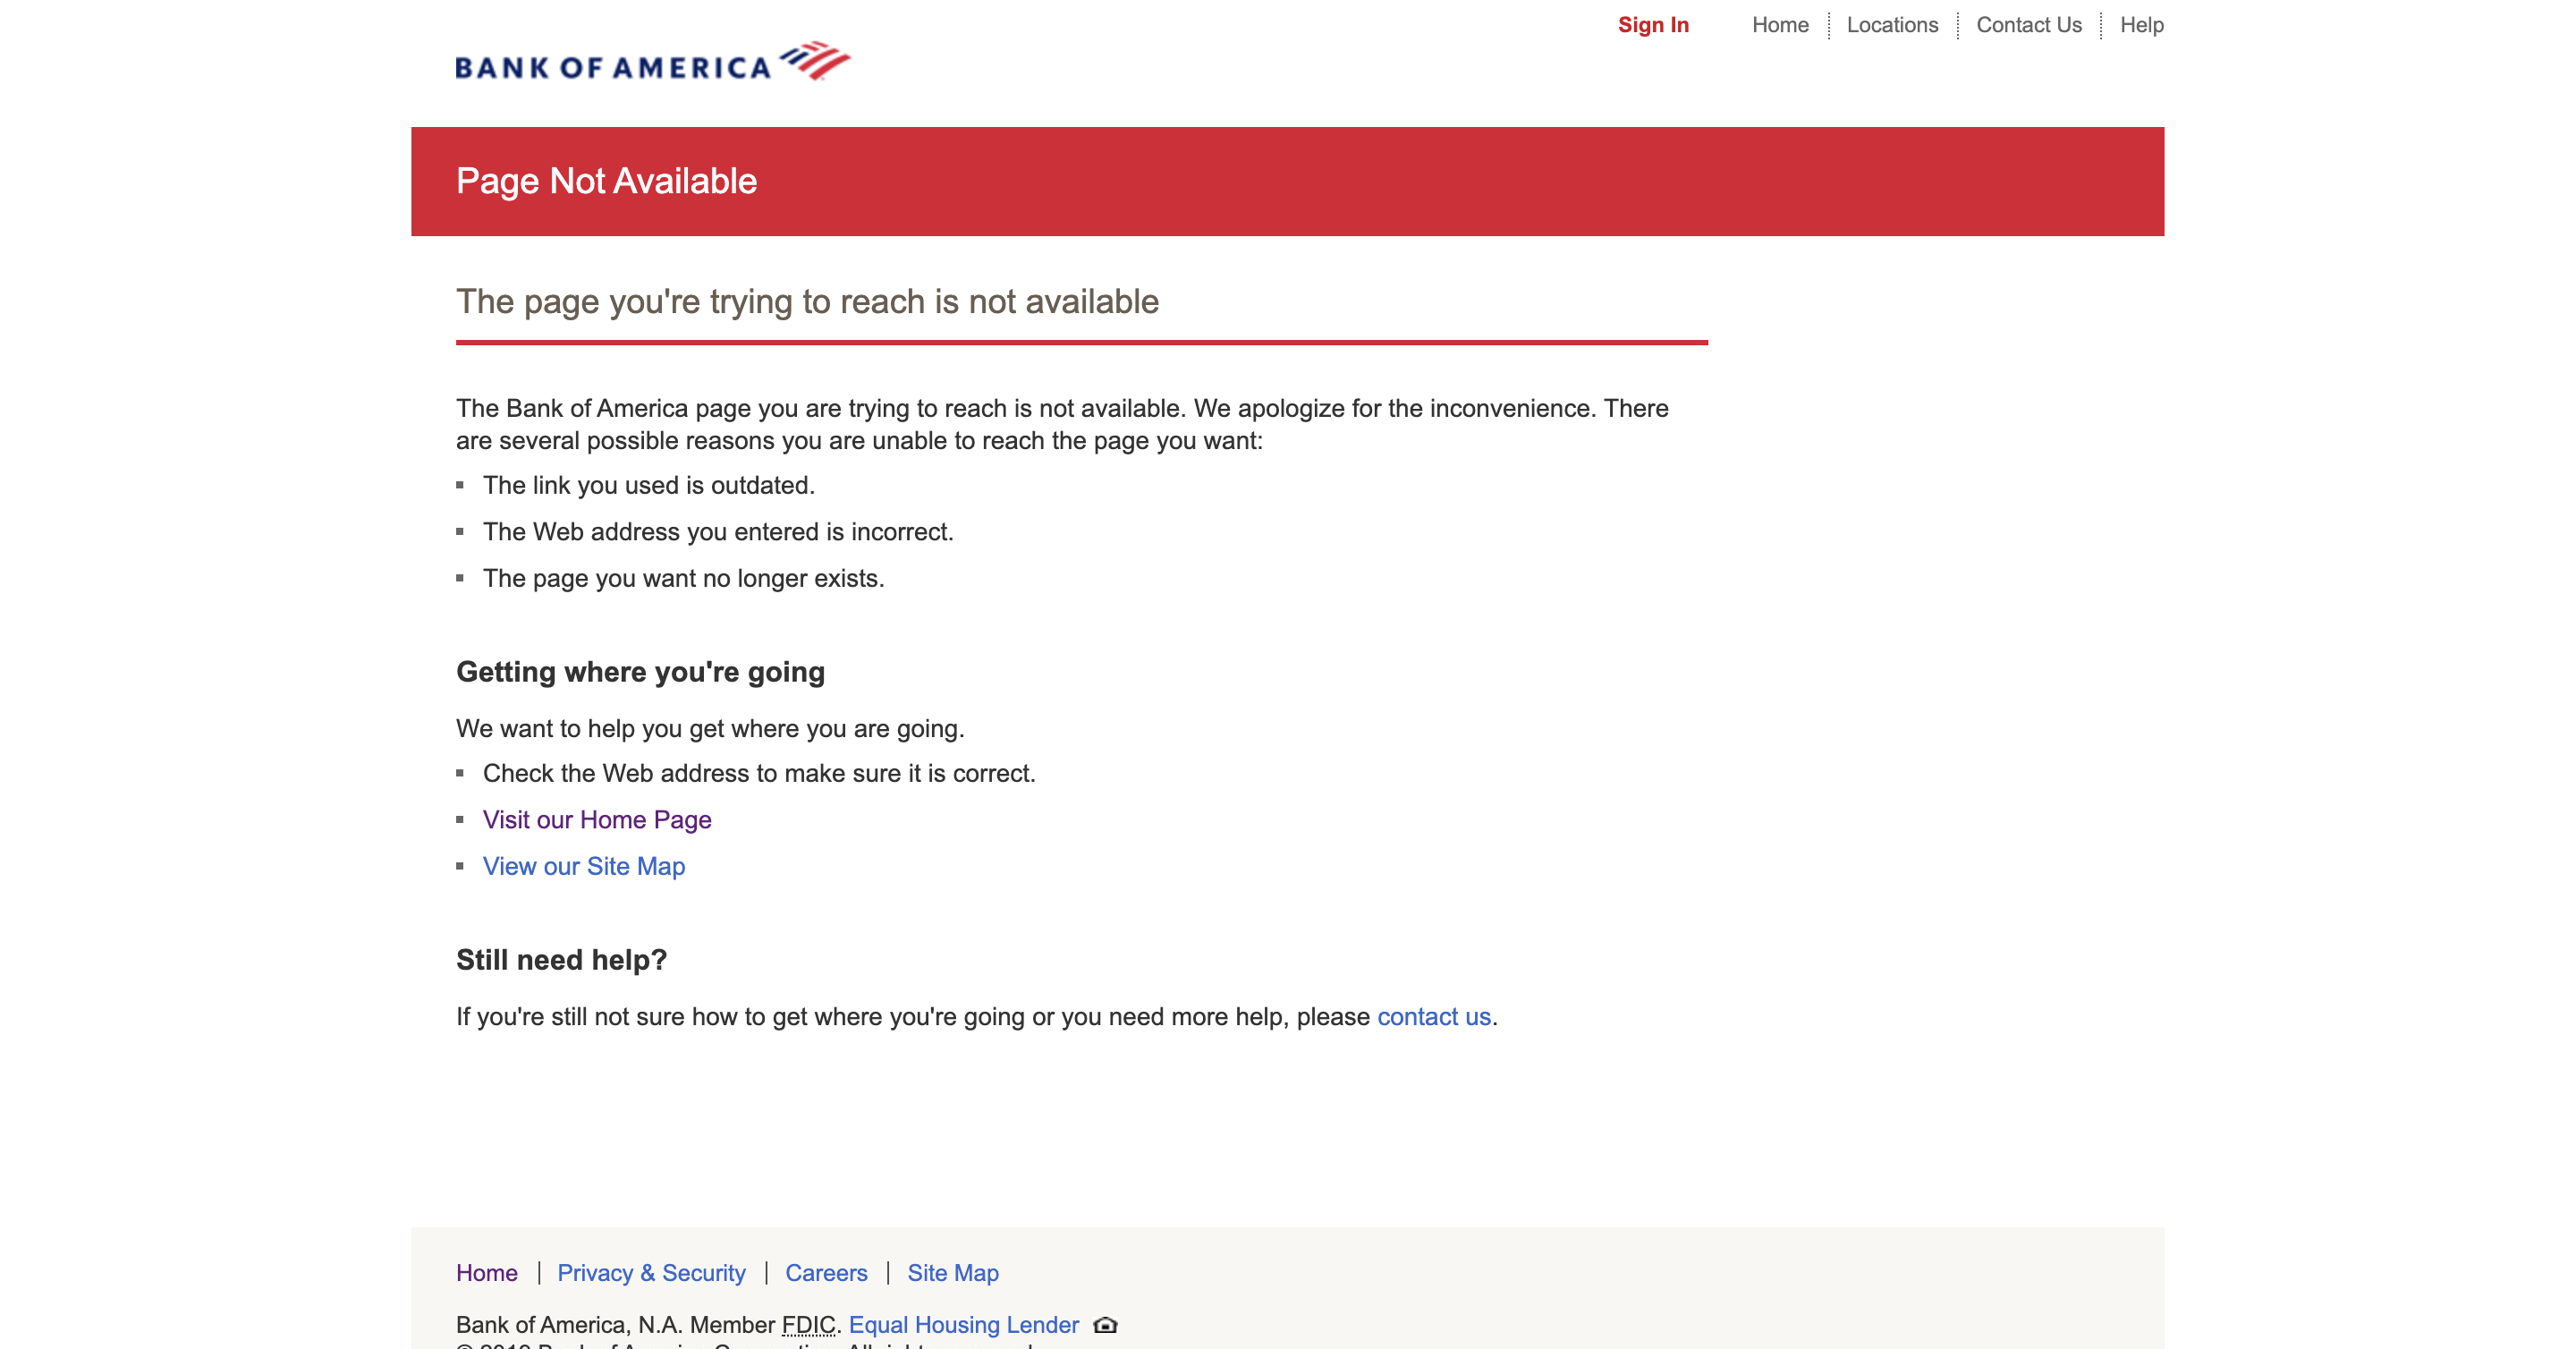 Sign In Home Locations Contact Us Help
BANK OF AMERICA
Page Not Available
The page you're trying to reach is not available
The Bank of America page you are trying to reach is not available. We apologize for the inconvenience. There
are several possible reasons you are unable to reach the page you want:
The link you used is outdated.
The Web address you entered is incorrect.
The page you want no longer exists.
Getting where you're going
We want to help you get where you are going.
Check the Web address to make sure it is correct.
Visit our Home Page
View our Site Map
Still need help?
If you're still not sure how to get where you're going or you need more help, please contact us.
Home | Privacy & Security | Careers | Site Map
Bank of America, N.A. Member FDIC. Equal Housing Lender